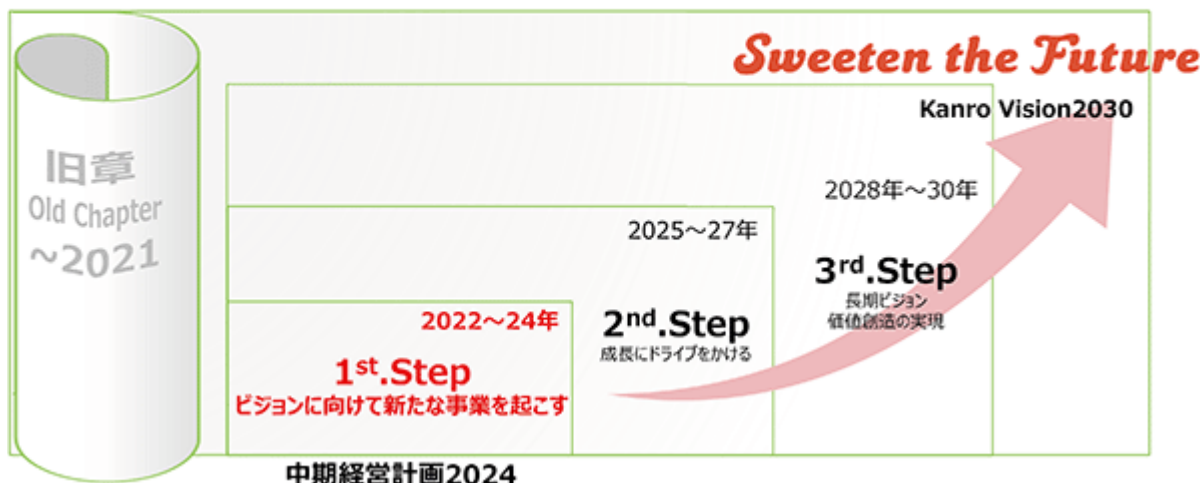 Sweeten the Future
Kanro Vision2030
旧章
Old Chapter
～2021
2022～24年
1st.Step
ビジョンに向けて新たな事業を起こす
中期経営計画2024
2025～27年
2nd.Step
成長にドライブをかける
2028年～30年
3rd.Step
長期ビジョン
価値創造の実現